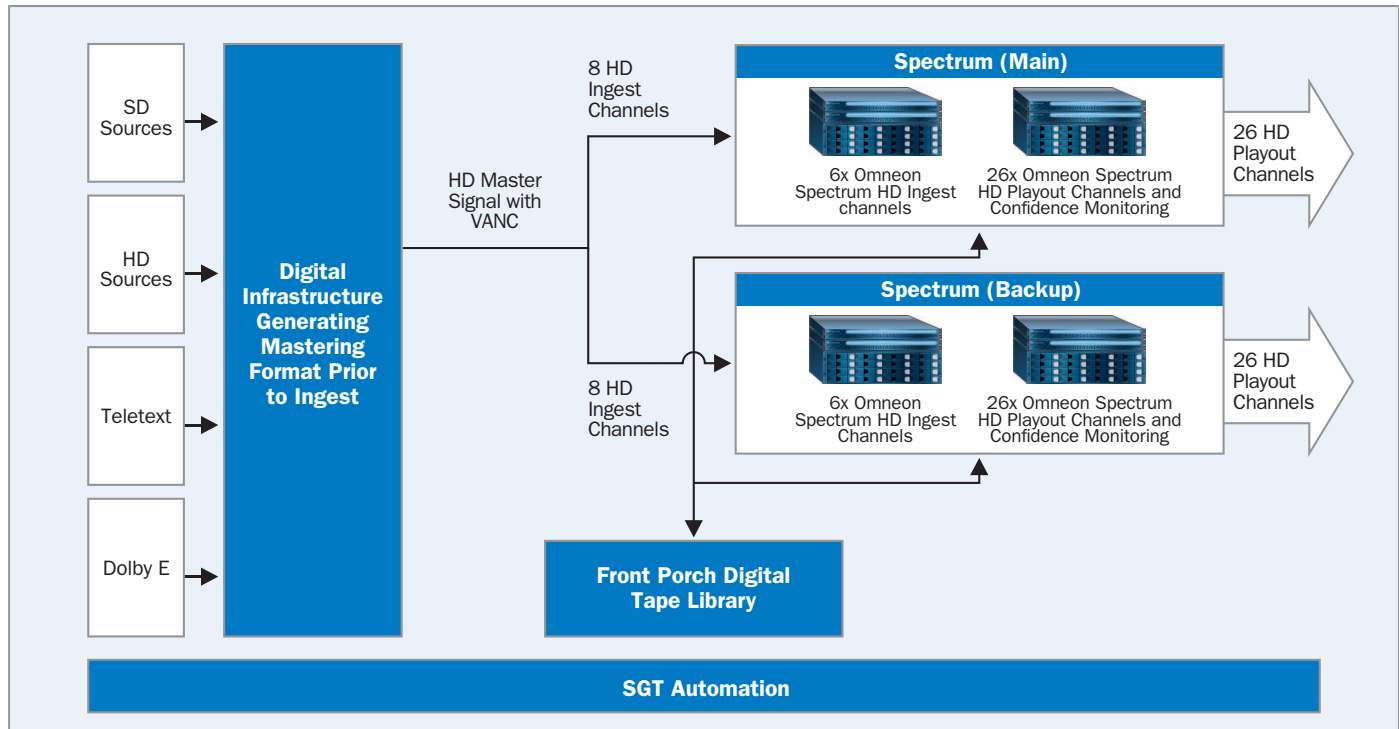 SD
Sources
HD
Sources
Teletext
Dolby E
Digital
Infrastructure
Generating
Mastering
Format Prior
to Ingest
HD Master
Signal with
VANC
8 HD
Ingest
Channels
8 HD
Ingest
Channels
Spectrum (Main)
6x Omneon
Spectrum HD Ingest
channels
26x Omneon Spectrum
HD Playout Channels and
Confidence Monitoring
26 HD
Playout
Channels
Spectrum (Backup)
6x Omneon
Spectrum HD Ingest
Channels
26x Omneon Spectrum
HD Playout Channels and
Confidence Monitoring
26 HD
Playout
Channels
Front Porch Digital
Tape Library
SGT Automation